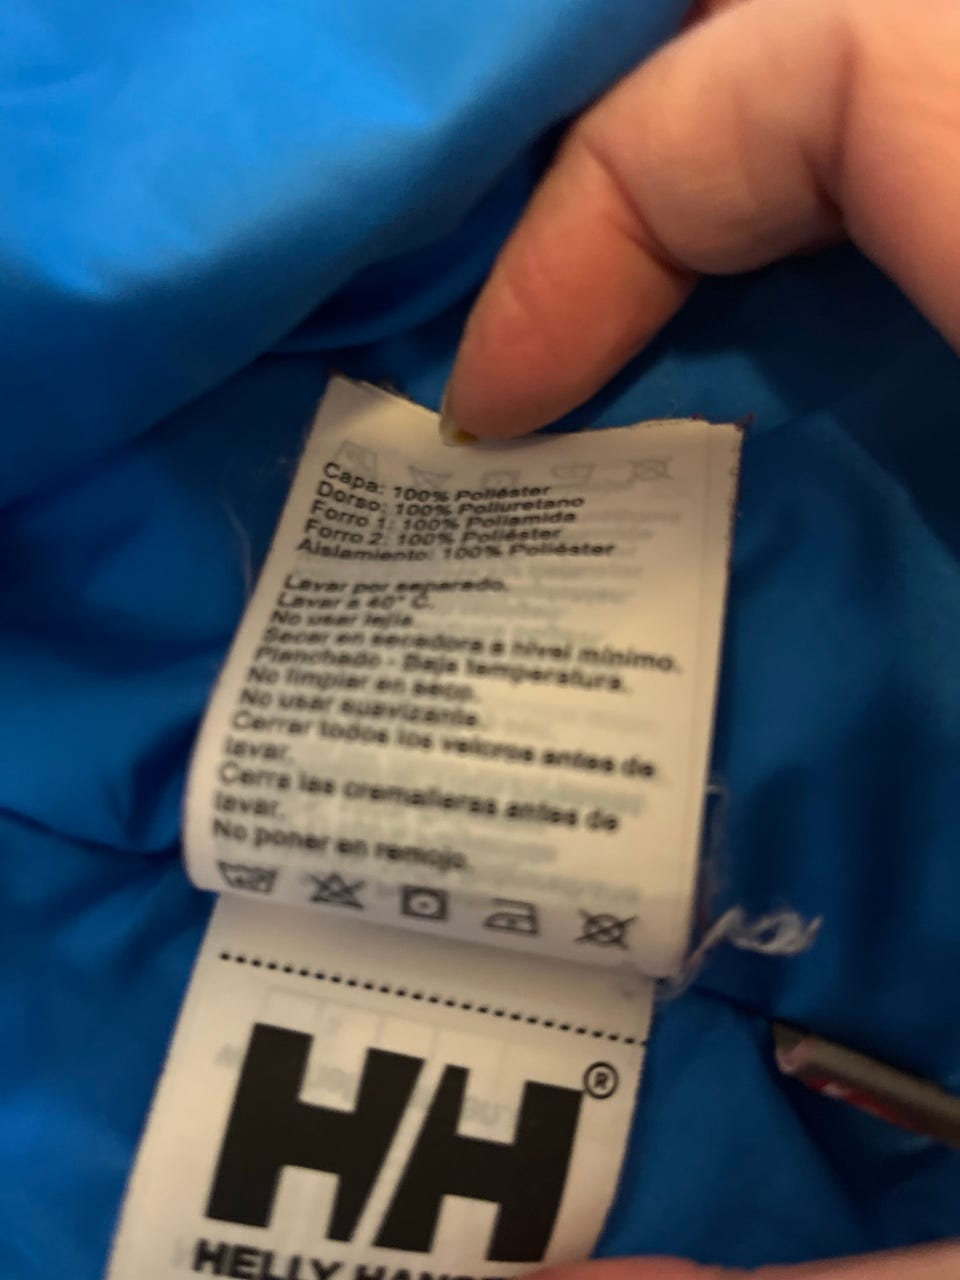 Capa: 100% Poliéster
Dorso: 100% Poliuretano
Forro 1: 100% Poliamida
Forro 2: 100% Poliéster
Aislamiento: 100% Poliéster
Lavar por separado.
Lavar a 40° C.
No usar lejía.
Secar en secadora a nivel mínimo.
Planchado - Baja temperatura.
No limpiar en seco.
No usar suavizante.
Cerrar todos los velcros antes de
lavar.
Cerra las cremalleras antes de
lavar.
No poner en remojo.
HH®
HELLY